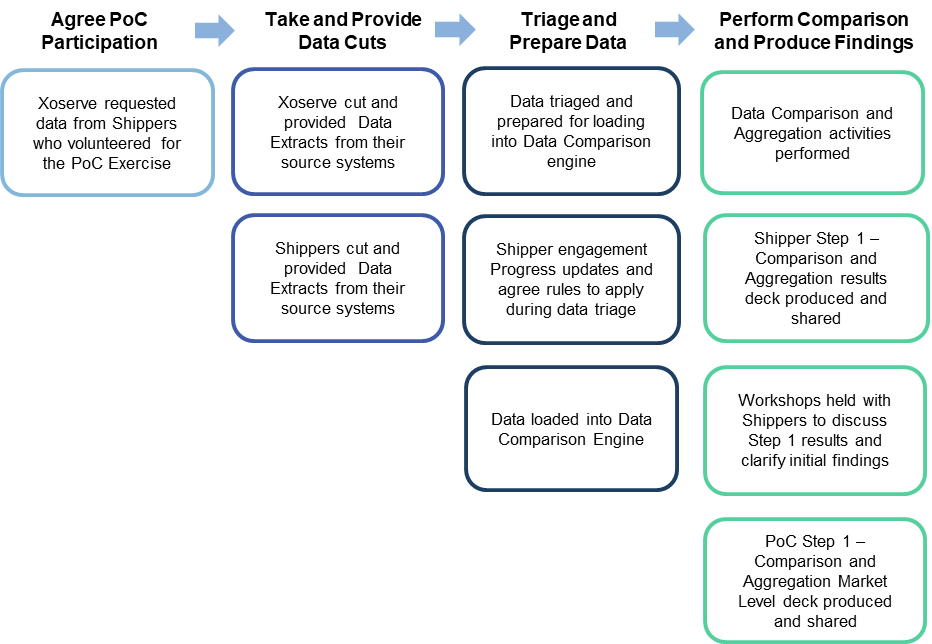 Agree PoC
Participation
Take and Provide
Data Cuts
Triage and
Prepare Data
Perform Comparison
and Produce Findings
Xoserve requested
data from Shippers
who volunteered for
the PoC Exercise
Xoserve cut and
provided Data
Extracts from their
source systems
Shippers cut and
provided Data
Extracts from their
source systems
Data triaged and
prepared for loading
into Data Comparison
engine
Shipper engagement
Progress updates and
agree rules to apply
during data triage
Data loaded into Data
Comparison Engine
Data Comparison and
Aggregation activities
performed
Shipper Step 1 –
Comparison and
Aggregation results
deck produced and
shared
Workshops held with
Shippers to discuss
Step 1 results and
clarify initial findings
PoC Step 1 –
Comparison and
Aggregation Market
Level deck produced
and shared